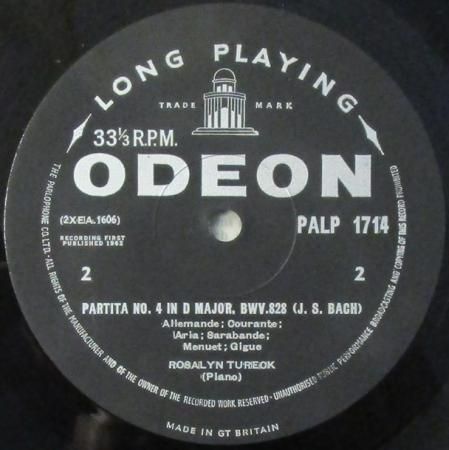 LONG PLAYING
TRADE MARK
33⅓ R.P.M.
ODEON
(2XEA.1606)
PALP 1714
RECORDING FIRST
PUBLISHED 1962
2
2
PARTITA NO. 4 IN D MAJOR, BWV.828 (J. S. BACH)
Allemande; Courante;
Aria; Sarabande;
Menuet; Gigue
ROSALYN TURECK
(Piano)
THE PARLOPHONE CO. LTD. · ALL RIGHTS OF THE MANUFACTURER AND OF THE OWNER OF THE RECORDED WORK RESERVED · UNAUTHORISED PUBLIC PERFORMANCE BROADCASTING AND COPYING OF THIS RECORD PROHIBITED
MADE IN GT BRITAIN